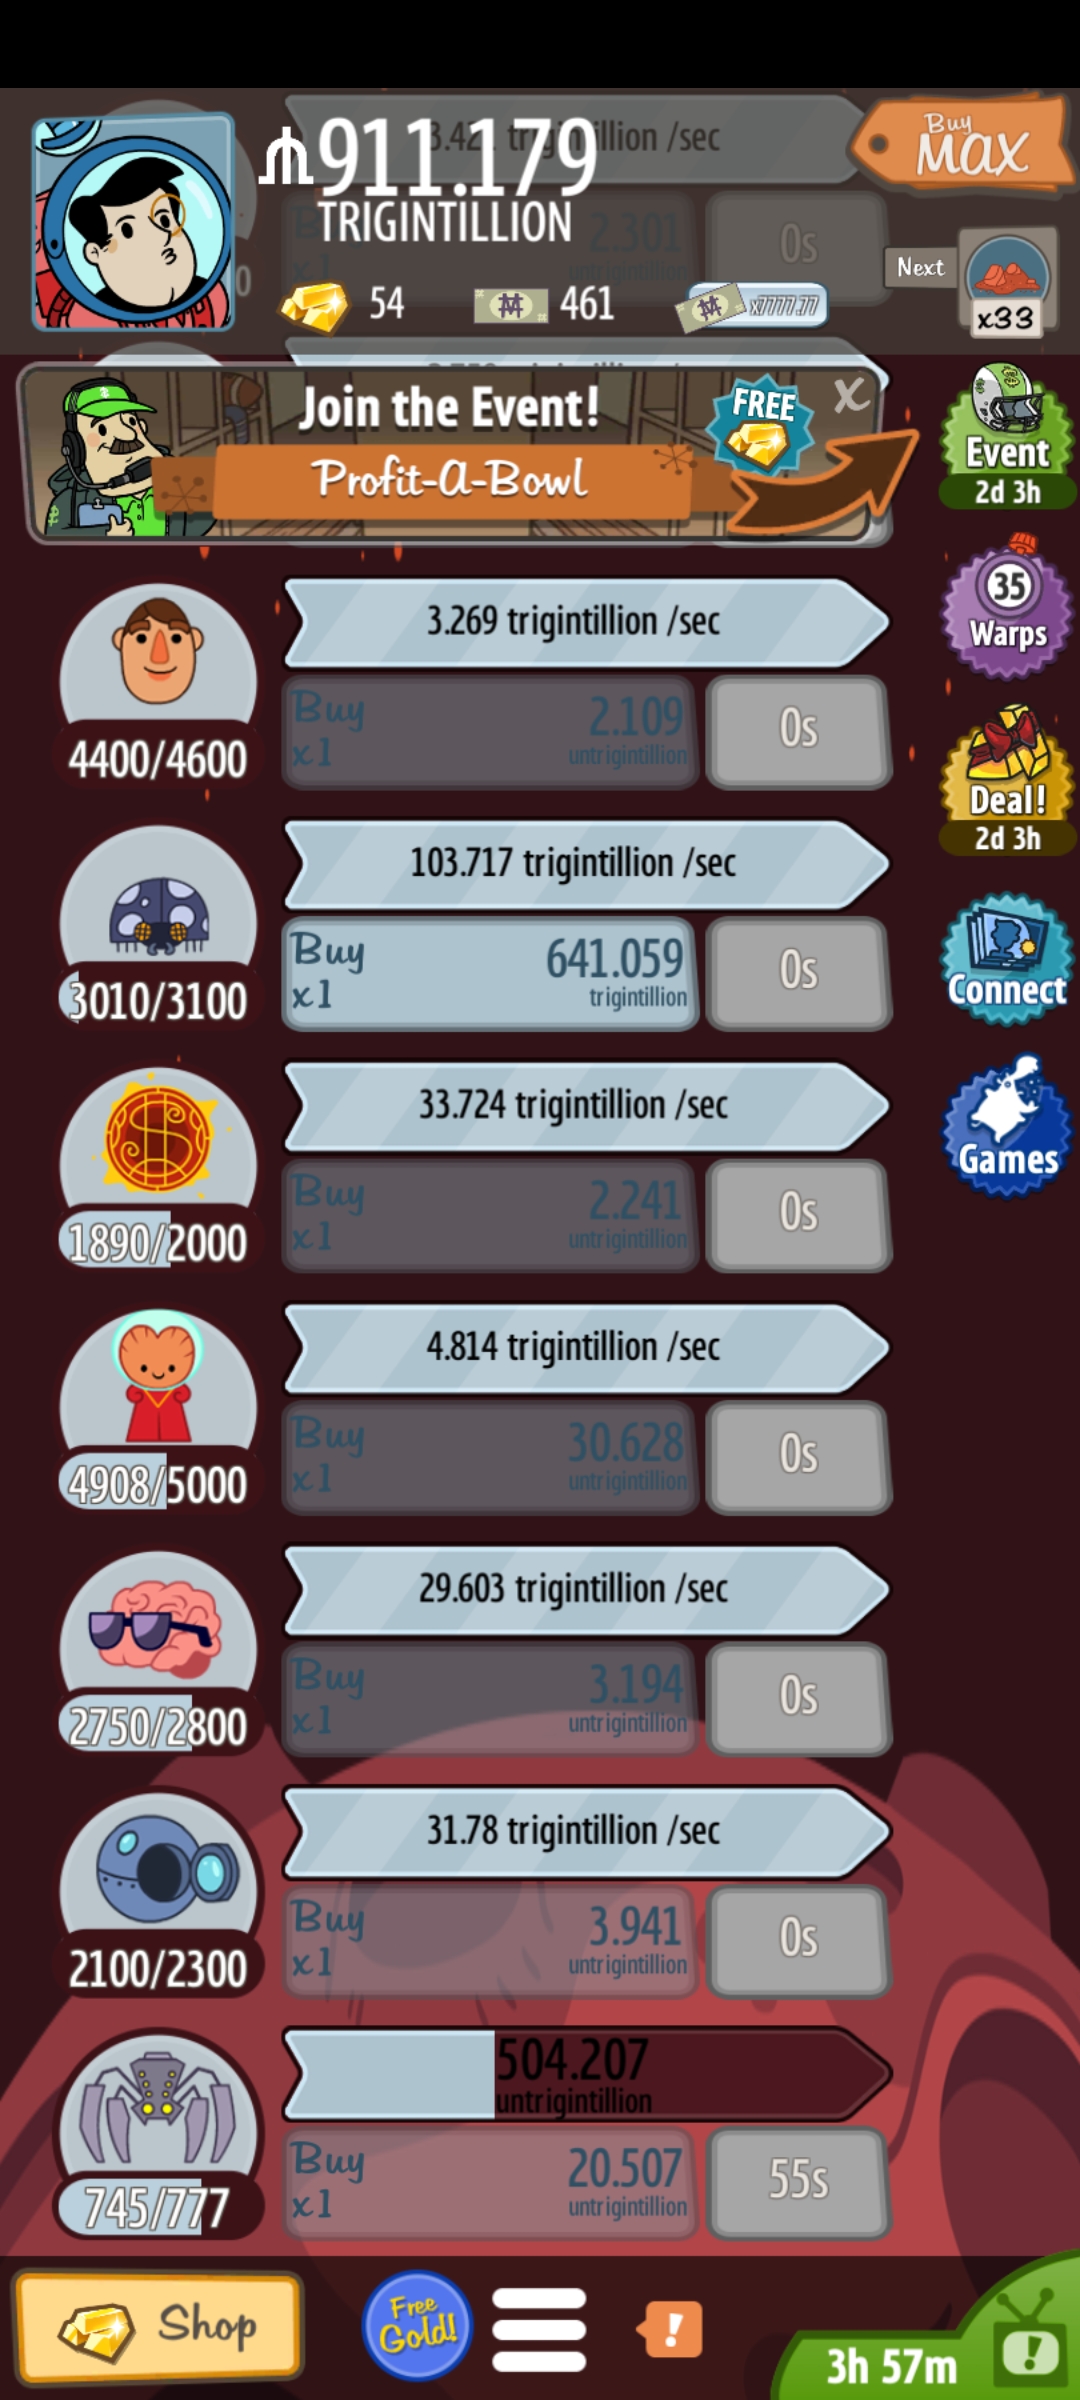 3.42 trigintillion /sec
₼911.179
TRIGINTILLION
Buy
MAX
2.301
untrigintillion
x1
0s
0
54
461
x7777.77
Next
x33
Join the Event!
Profit-A-Bowl
FREE
X
Event
2d 3h
3.269 trigintillion /sec
Buy
x1
2.109
untrigintillion
0s
4400/4600
35
Warps
103.717 trigintillion /sec
Buy
x1
641.059
trigintillion
0s
3010/3100
Deal!
2d 3h
Connect
33.724 trigintillion /sec
Buy
x1
2.241
untrigintillion
0s
1890/2000
Games
4.814 trigintillion /sec
Buy
x1
30.628
untrigintillion
0s
4908/5000
29.603 trigintillion /sec
Buy
x1
3.194
untrigintillion
0s
2750/2800
31.78 trigintillion /sec
Buy
x1
3.941
untrigintillion
0s
2100/2300
504.207
untrigintillion
Buy
x1
20.507
untrigintillion
55s
745/777
Shop
Free
Gold!
!
3h 57m
!